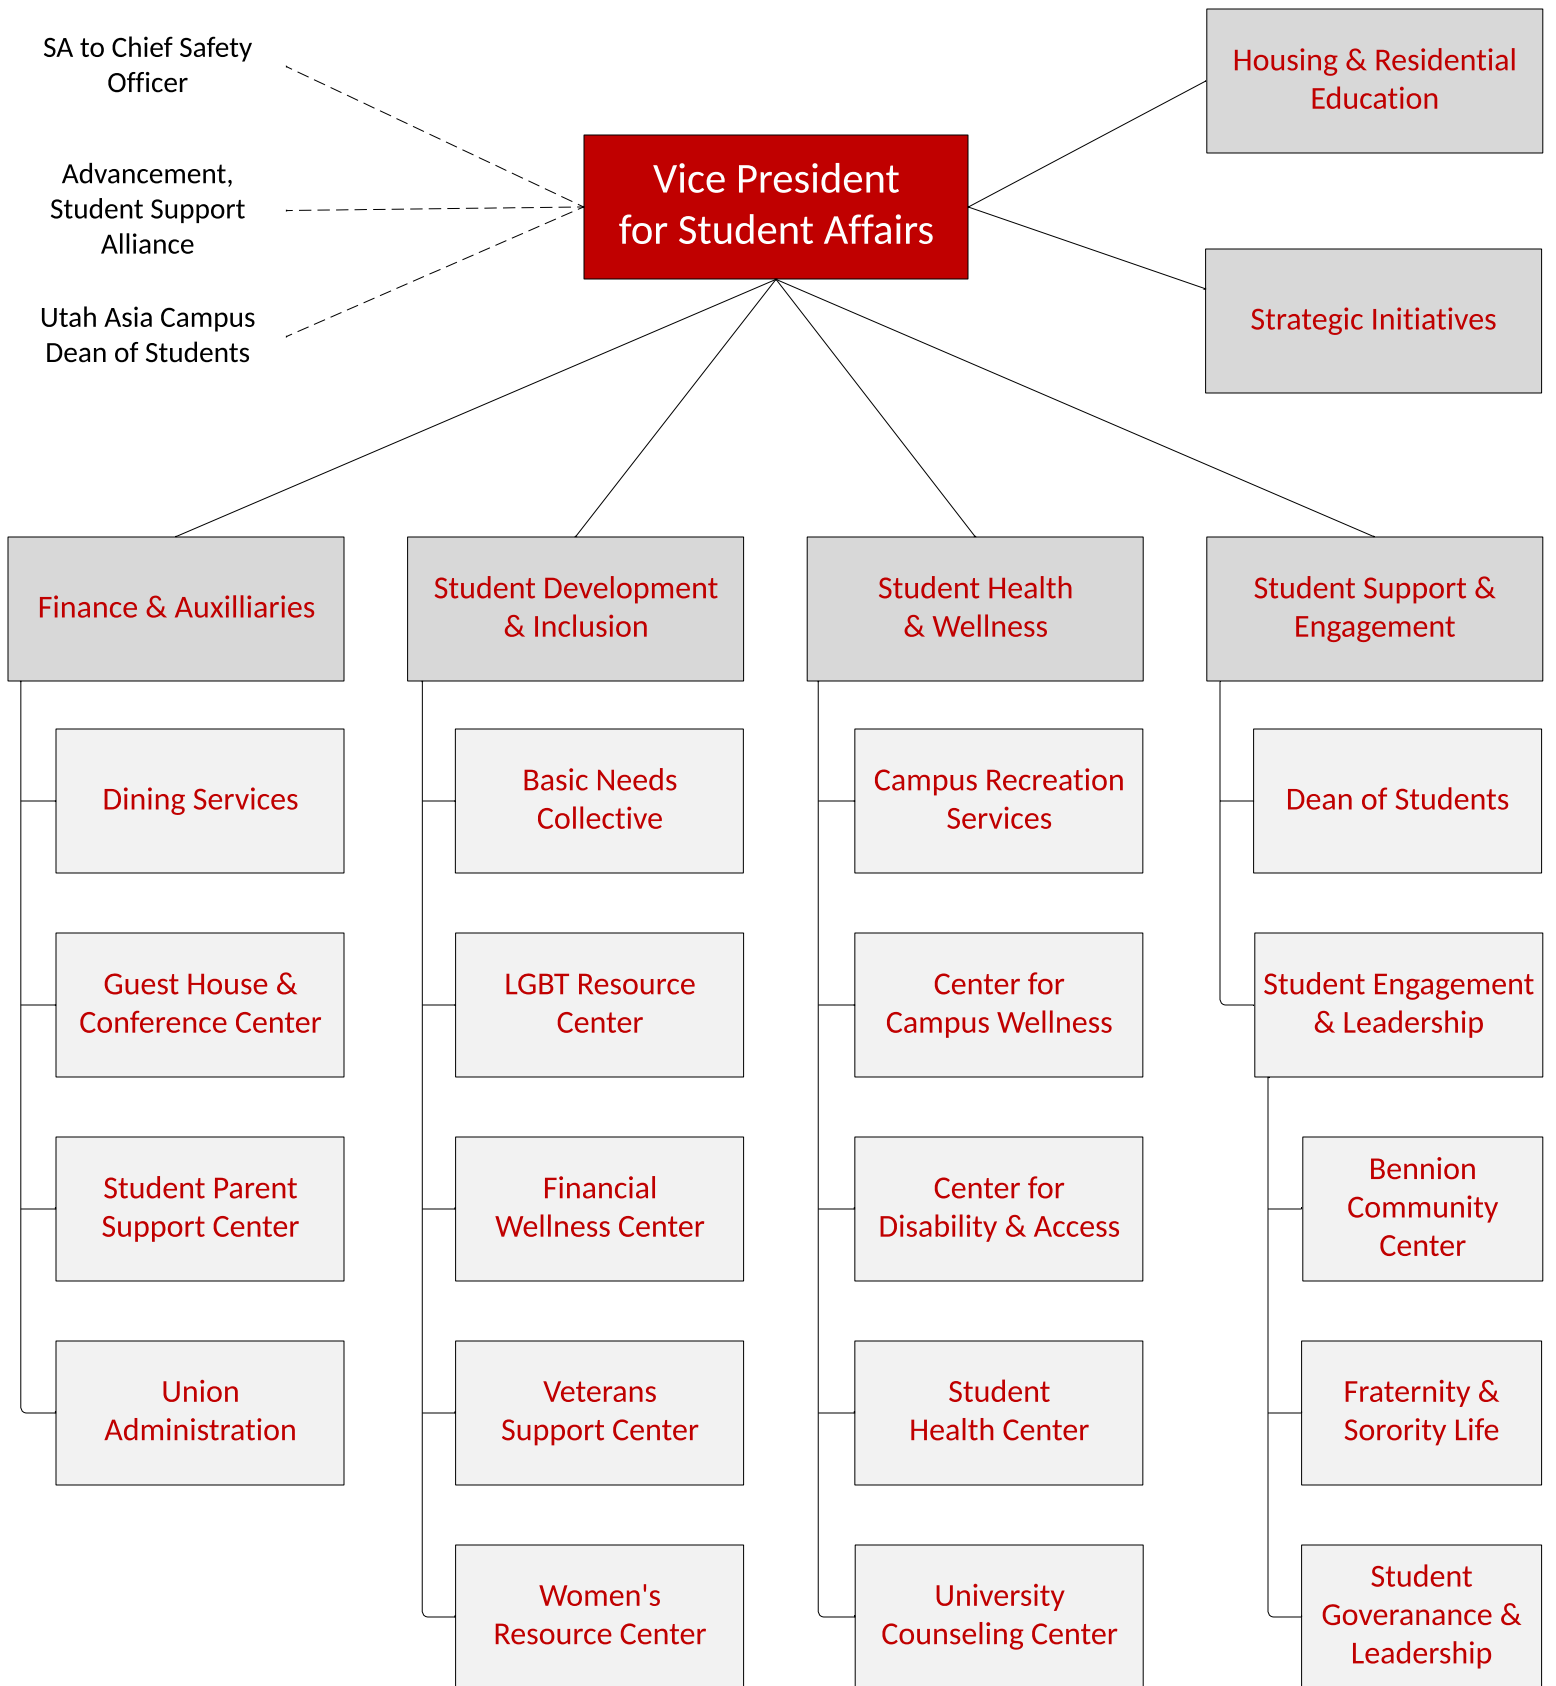 SA to Chief Safety
Officer
Advancement,
Student Support
Alliance
Utah Asia Campus
Dean of Students
Vice President
for Student Affairs
Housing & Residential
Education
Strategic Initiatives
Finance & Auxilliaries
Dining Services
Guest House &
Conference Center
Student Parent
Support Center
Union
Administration
Student Development
& Inclusion
Basic Needs
Collective
LGBT Resource
Center
Financial
Wellness Center
Veterans
Support Center
Women's
Resource Center
Student Health
& Wellness
Campus Recreation
Services
Center for
Campus Wellness
Center for
Disability & Access
Student
Health Center
University
Counseling Center
Student Support &
Engagement
Dean of Students
Student Engagement
& Leadership
Bennion
Community
Center
Fraternity &
Sorority Life
Student
Goveranance &
Leadership